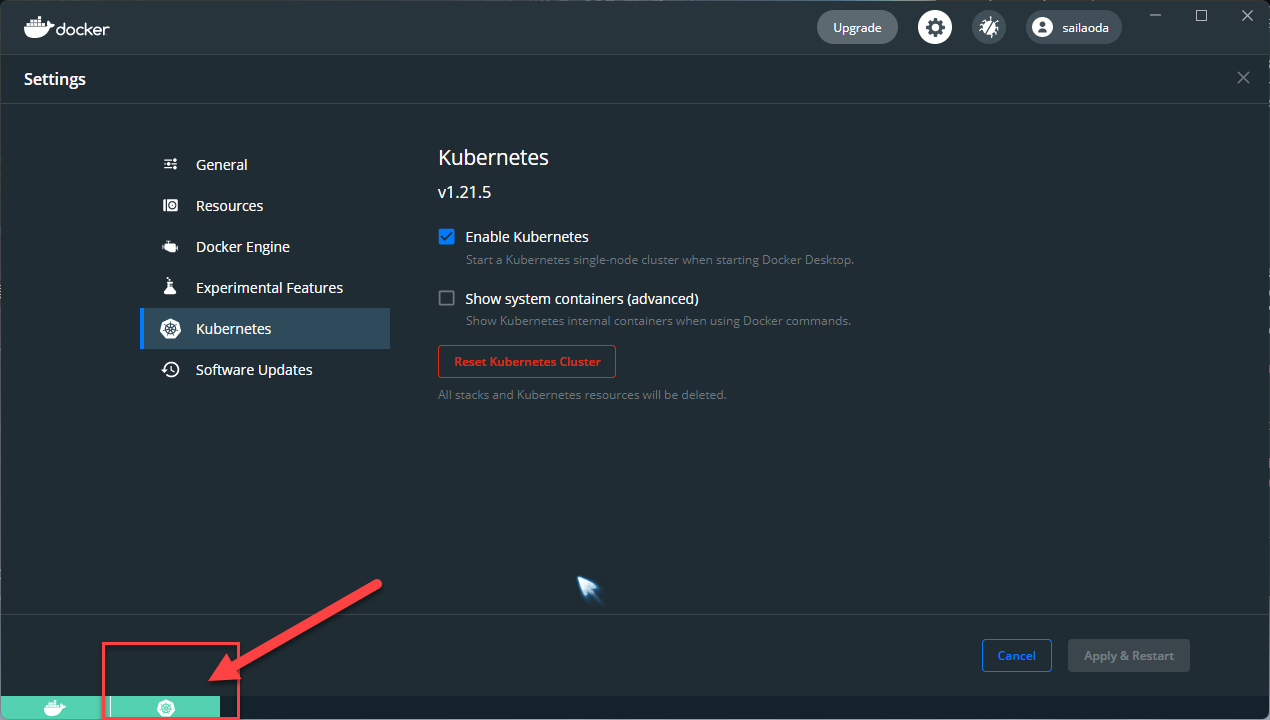 docker
Upgrade
sailaoda
Settings
General
Resources
Docker Engine
Experimental Features
Kubernetes
Software Updates
Kubernetes
v1.21.5
Enable Kubernetes
Start a Kubernetes single-node cluster when starting Docker Desktop.
Show system containers (advanced)
Show Kubernetes internal containers when using Docker commands.
Reset Kubernetes Cluster
All stacks and Kubernetes resources will be deleted.
Cancel
Apply & Restart